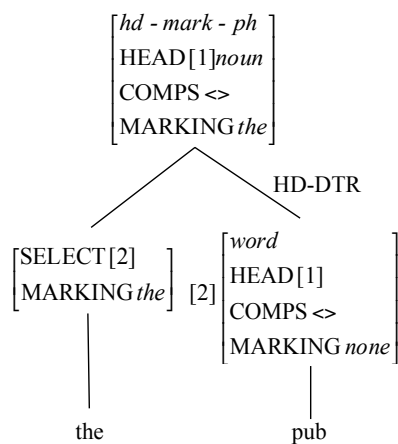 hd - mark - ph
HEAD [1] noun
COMPS <>
MARKING the
HD-DTR
SELECT [2]
MARKING the
[2]
word
HEAD [1]
COMPS <>
MARKING none
the
pub